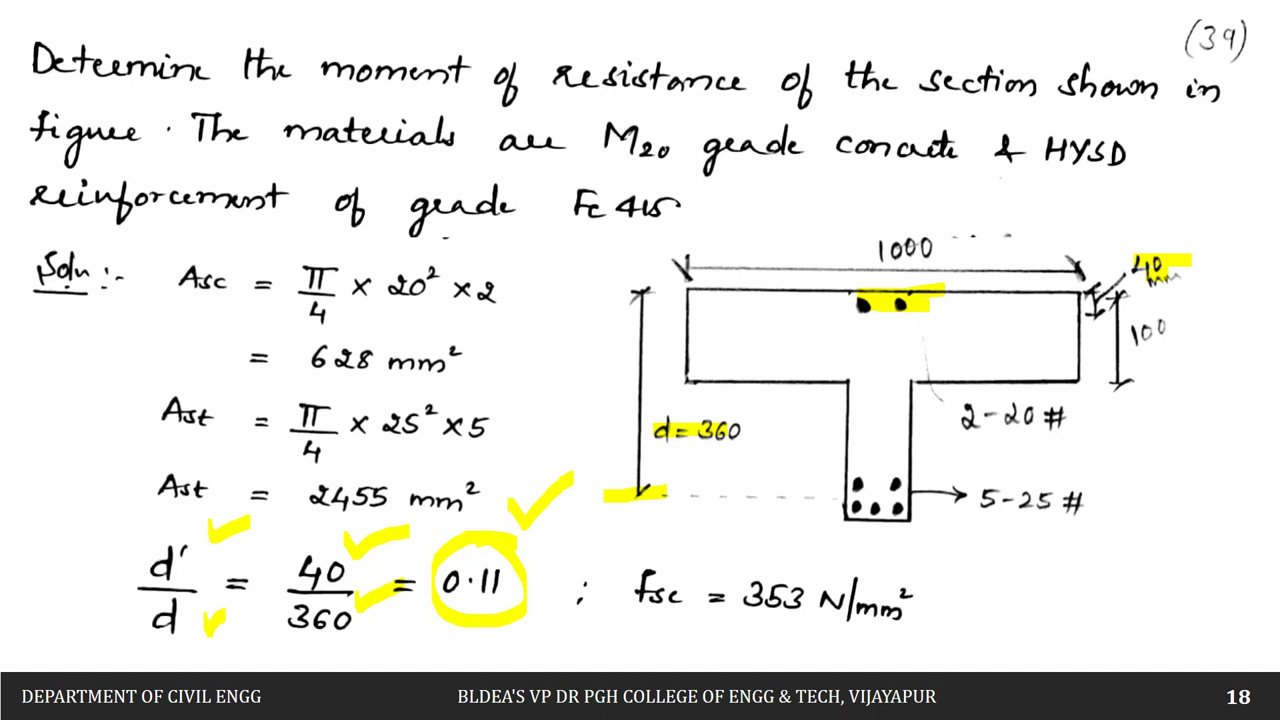 (39)
Determine the moment of resistance of the section shown in
figure. The materials are M20 grade concrete & HYSD
reinforcement of grade Fe 415
Soln :-
Asc = π/4 × 20² × 2
= 628 mm²
Ast = π/4 × 25² × 5
Ast = 2455 mm²
d'/d = 40/360 = 0.11 ; fsc = 353 N/mm²
1000
40
mm
100
d = 360
2-20 #
5-25 #
DEPARTMENT OF CIVIL ENGG
BLDEA'S VP DR PGH COLLEGE OF ENGG & TECH, VIJAYAPUR
18